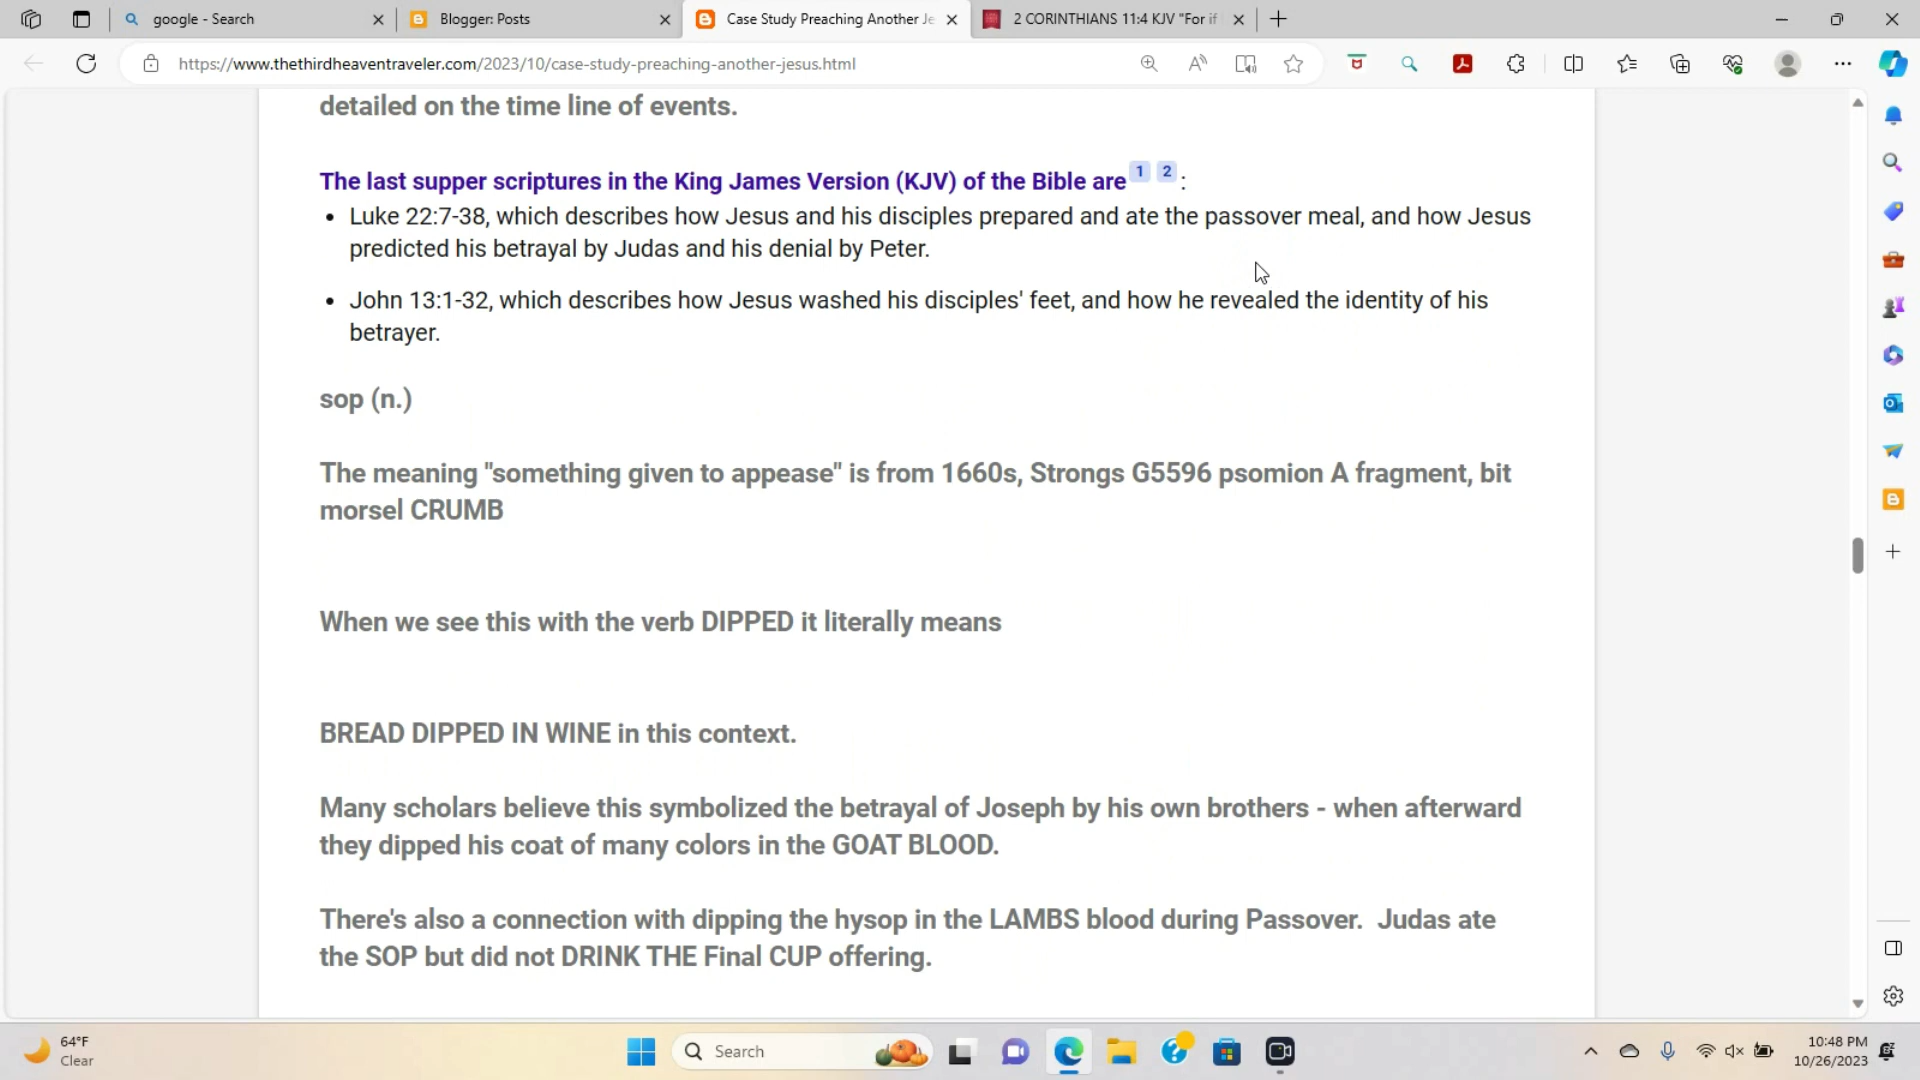 google - Search
Blogger: Posts
Case Study Preaching Another Je
2 CORINTHIANS 11:4 KJV "For if
https://www.thethirdheaventraveler.com/2023/10/case-study-preaching-another-jesus.html
detailed on the time line of events.
The last supper scriptures in the King James Version (KJV) of the Bible are 1 2 :
• Luke 22:7-38, which describes how Jesus and his disciples prepared and ate the passover meal, and how Jesus
predicted his betrayal by Judas and his denial by Peter.
• John 13:1-32, which describes how Jesus washed his disciples' feet, and how he revealed the identity of his
betrayer.
sop (n.)
The meaning "something given to appease" is from 1660s, Strongs G5596 psomion A fragment, bit
morsel CRUMB
When we see this with the verb DIPPED it literally means
BREAD DIPPED IN WINE in this context.
Many scholars believe this symbolized the betrayal of Joseph by his own brothers - when afterward
they dipped his coat of many colors in the GOAT BLOOD.
There's also a connection with dipping the hysop in the LAMBS blood during Passover.  Judas ate
the SOP but did not DRINK THE Final CUP offering.
64°F
Clear
Search
10:48 PM
10/26/2023